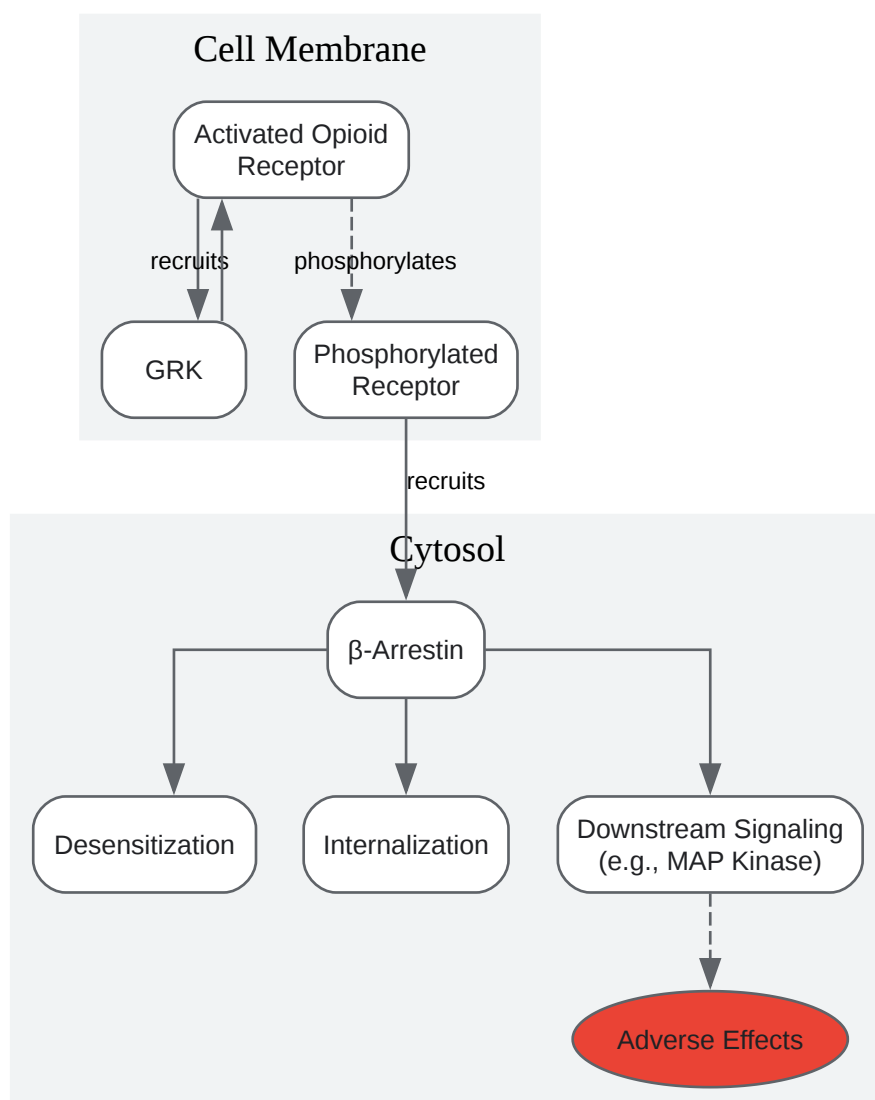 Cell Membrane
Activated Opioid
Receptor
recruits
phosphorylates
GRK
Phosphorylated
Receptor
recruits
Cytosol
β-Arrestin
Desensitization
Internalization
Downstream Signaling
(e.g., MAP Kinase)
Adverse Effects